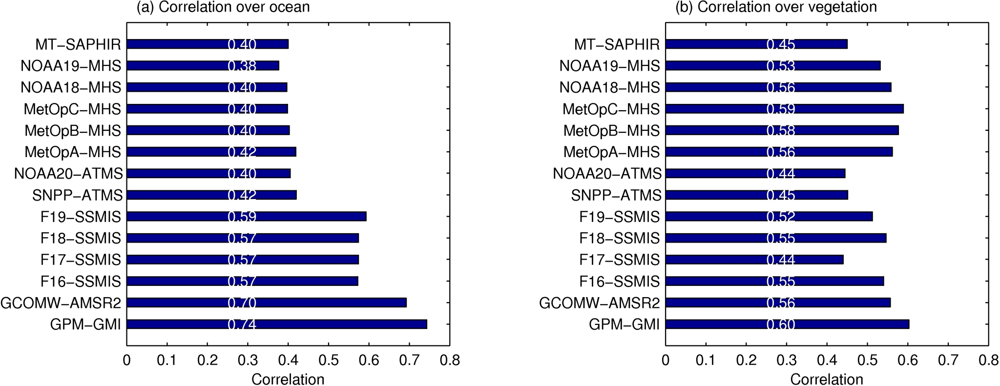 (a) Correlation over ocean
MT−SAPHIR 0.40
NOAA19−MHS 0.38
NOAA18−MHS 0.40
MetOpC−MHS 0.40
MetOpB−MHS 0.40
MetOpA−MHS 0.42
NOAA20−ATMS 0.40
SNPP−ATMS 0.42
F19−SSMIS 0.59
F18−SSMIS 0.57
F17−SSMIS 0.57
F16−SSMIS 0.57
GCOMW−AMSR2 0.70
GPM−GMI 0.74
0 0.1 0.2 0.3 0.4 0.5 0.6 0.7 0.8
Correlation
(b) Correlation over vegetation
MT−SAPHIR 0.45
NOAA19−MHS 0.53
NOAA18−MHS 0.56
MetOpC−MHS 0.59
MetOpB−MHS 0.58
MetOpA−MHS 0.56
NOAA20−ATMS 0.44
SNPP−ATMS 0.45
F19−SSMIS 0.52
F18−SSMIS 0.55
F17−SSMIS 0.44
F16−SSMIS 0.55
GCOMW−AMSR2 0.56
GPM−GMI 0.60
0 0.1 0.2 0.3 0.4 0.5 0.6 0.7 0.8
Correlation